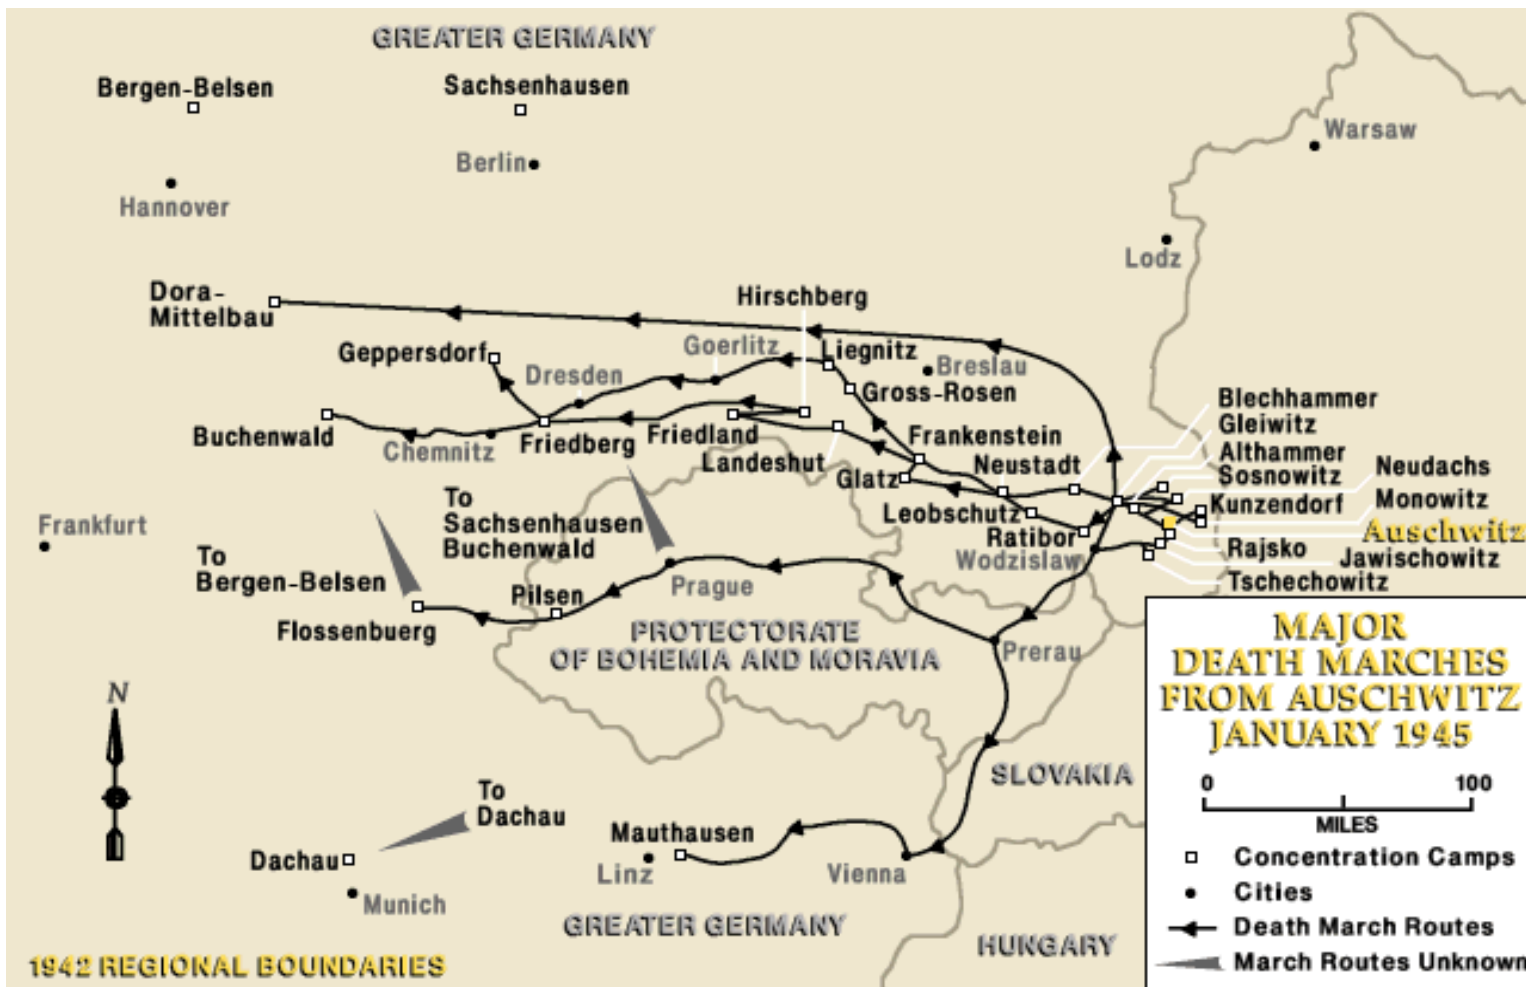 GREATER GERMANY
Bergen-Belsen
Sachsenhausen
Warsaw
Berlin
Hannover
Lodz
Dora-
Mittelbau
Hirschberg
Geppersdorf
Goerlitz
Liegnitz
Dresden
Breslau
Gross-Rosen
Blechhammer
Gleiwitz
Buchenwald
Chemnitz
Friedberg
Friedland
Frankenstein
Althammer
Landeshut
Neustadt
Sosnowitz
Neudachs
Glatz
Kunzendorf
Monowitz
To
Sachsenhausen
Buchenwald
Leobschutz
Auschwitz
Frankfurt
Ratibor
Rajsko
Jawischowitz
To
Bergen-Belsen
Wodzislaw
Tschechowitz
Pilsen
Prague
Flossenbuerg
PROTECTORATE
OF BOHEMIA AND MORAVIA
Prerau
MAJOR
DEATH MARCHES
FROM AUSCHWITZ
JANUARY 1945
N
SLOVAKIA
0 100
MILES
To
Dachau
Mauthausen
Dachau
Linz
Vienna
Munich
GREATER GERMANY
HUNGARY
Concentration Camps
Cities
Death March Routes
March Routes Unknown
1942 REGIONAL BOUNDARIES